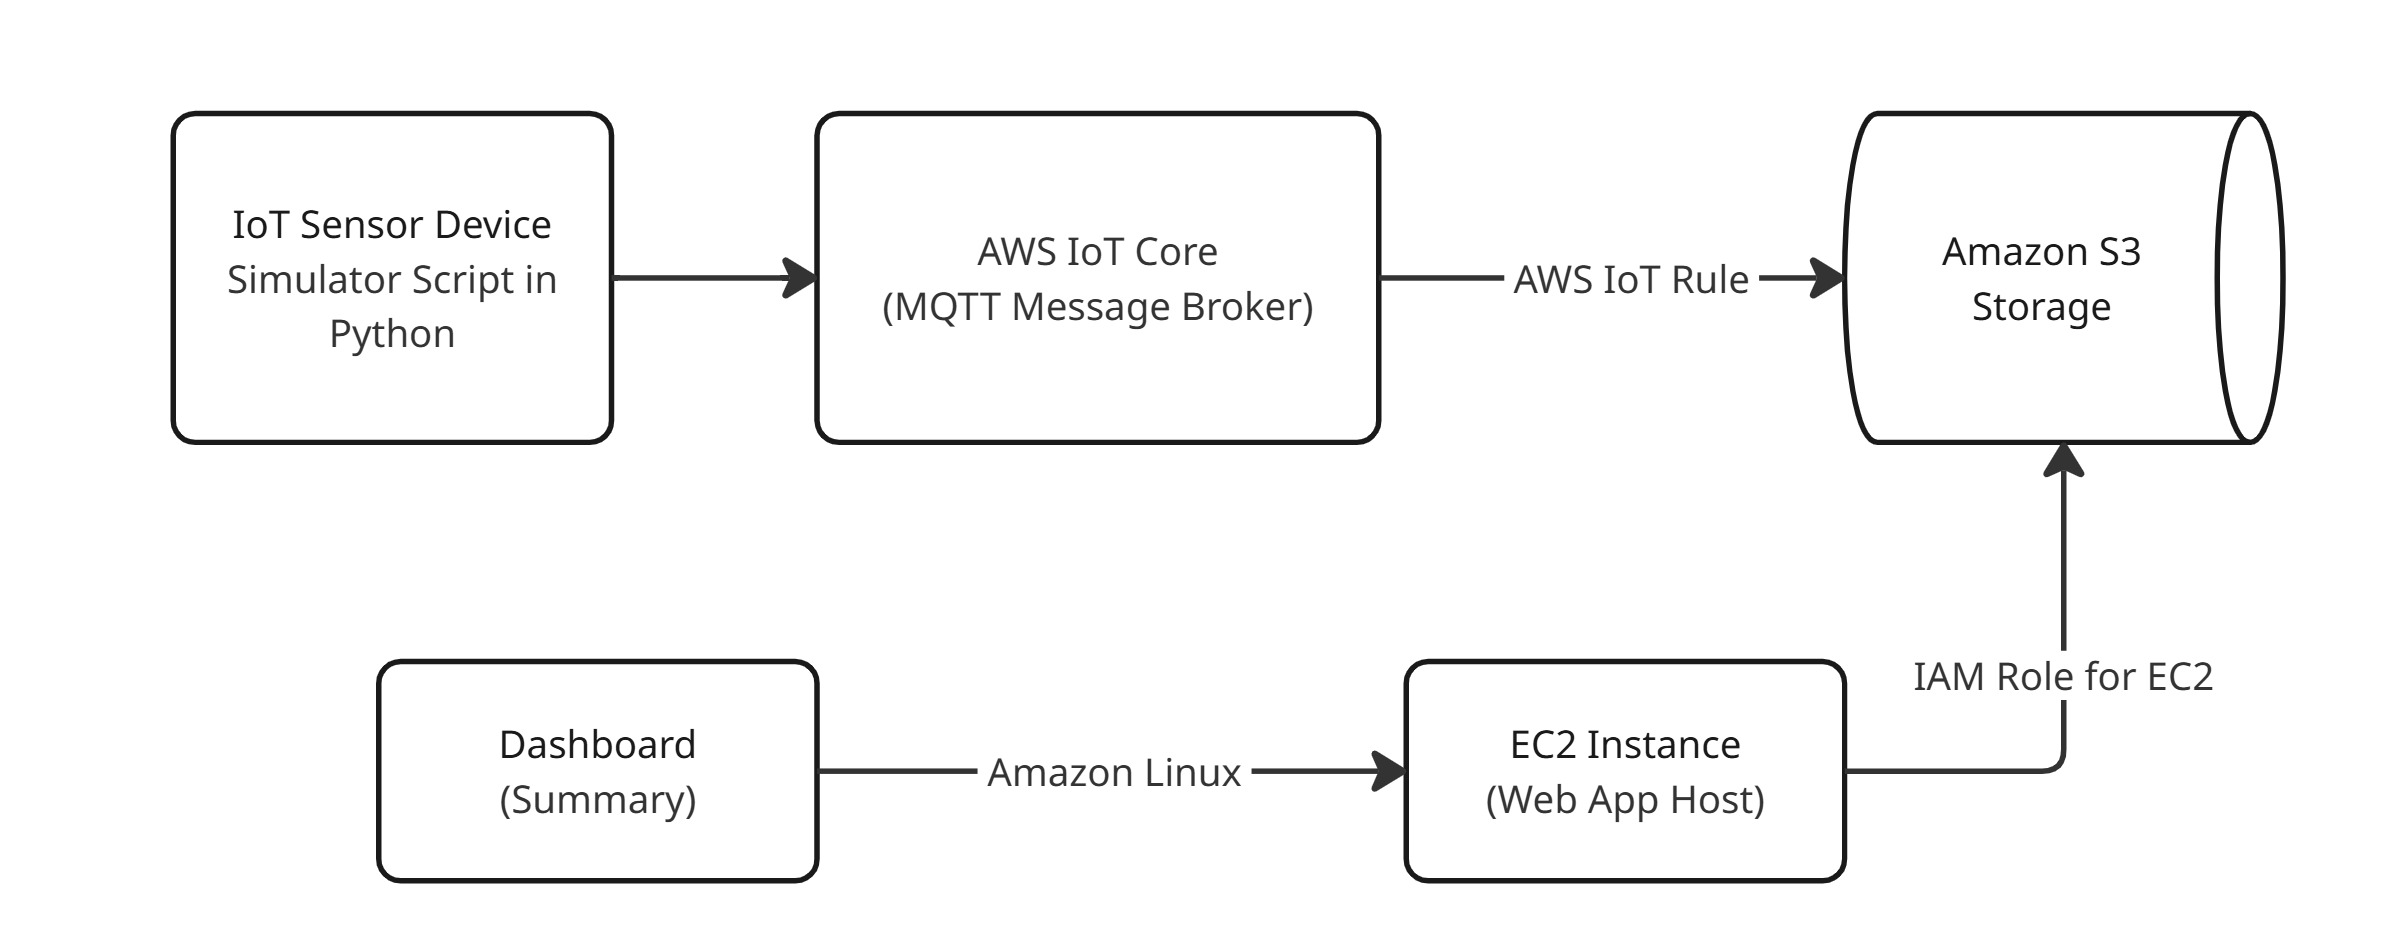 IoT Sensor Device
Simulator Script in
Python
AWS IoT Core
(MQTT Message Broker)
AWS IoT Rule
Amazon S3
Storage
IAM Role for EC2
Dashboard
(Summary)
Amazon Linux
EC2 Instance
(Web App Host)